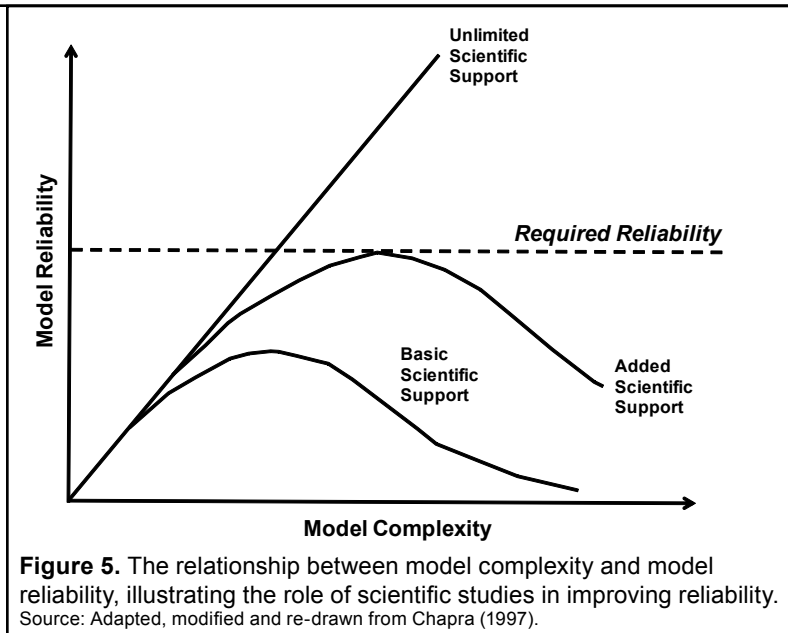 Unlimited
Scientific
Support
Required Reliability
Model Reliability
Basic
Scientific
Support
Added
Scientific
Support
Model Complexity
Figure 5. The relationship between model complexity and model
reliability, illustrating the role of scientific studies in improving reliability.
Source: Adapted, modified and re-drawn from Chapra (1997).